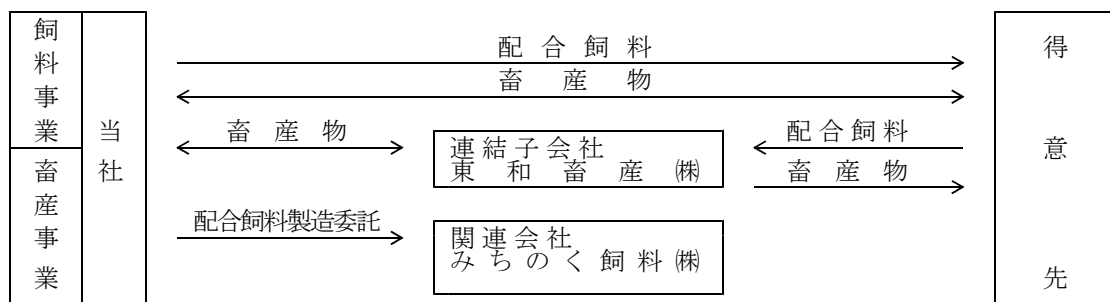 飼料事業
畜産事業
当社
配合飼料
畜産物
畜産物
連結子会社
東和畜産㈱
配合飼料
畜産物
配合飼料製造委託
関連会社
みちのく飼料㈱
得意先